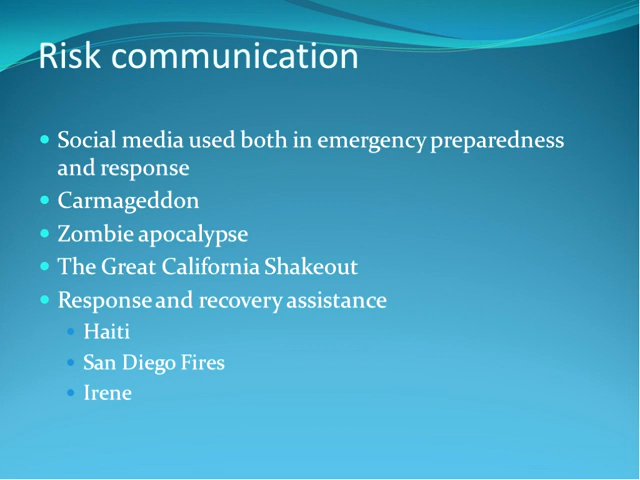 Risk communication
Social media used both in emergency preparedness
and response
Carmageddon
Zombie apocalypse
The Great California Shakeout
Response and recovery assistance
Haiti
San Diego Fires
Irene